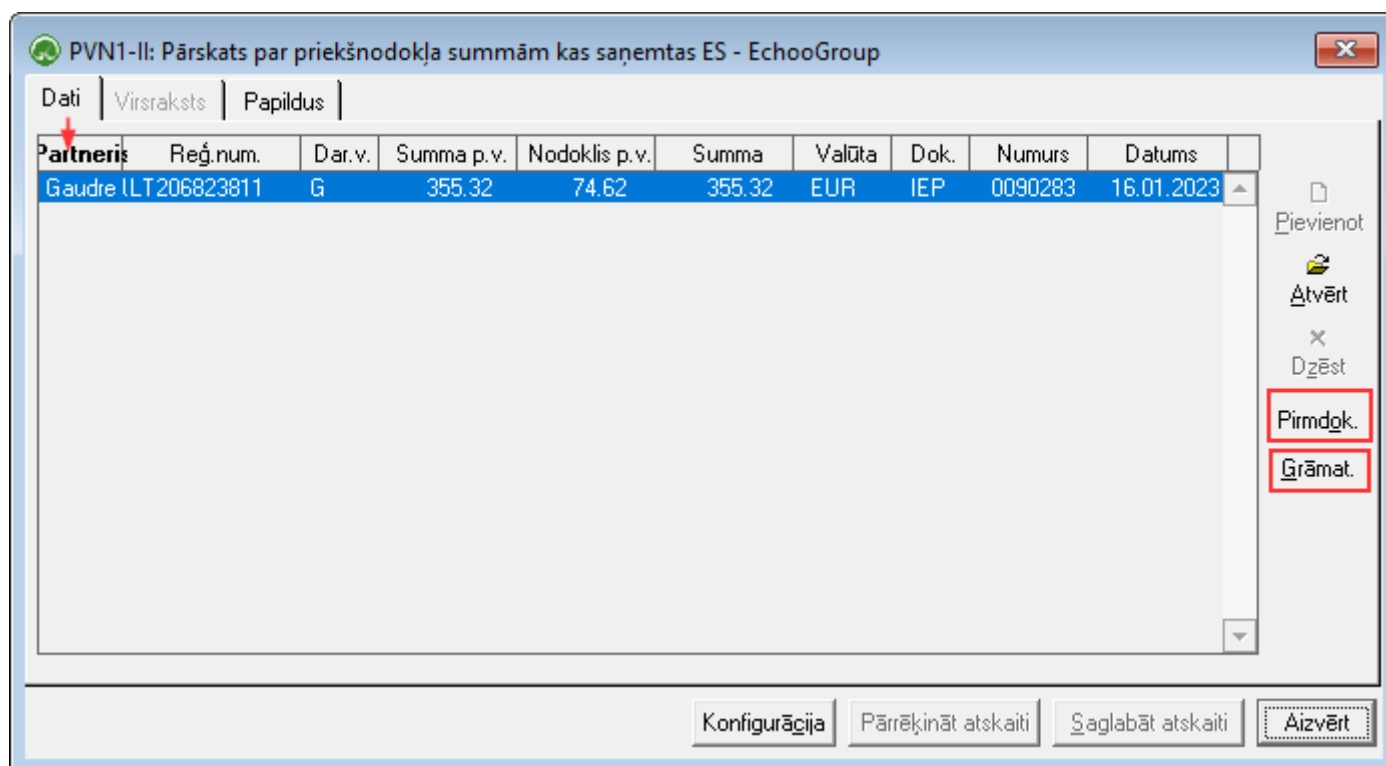 PVN1-II: Pārskats par priekšnodokļa summām kas saņemtas ES - EchooGroup
Dati Virsraksts Papildus
Partneris Reģ.num. Dar.v. Summa p.v. Nodoklis p.v. Summa Valūta Dok. Numurs Datums
Gaudre LT206823811 G 355.32 74.62 355.32 EUR IEP 0090283 16.01.2023
Pievienot
Atvērt
Dzēst
Pirmdok.
Grāmat.
Konfigurācija Pārrēķināt atskaiti Saglabāt atskaiti Aizvērt